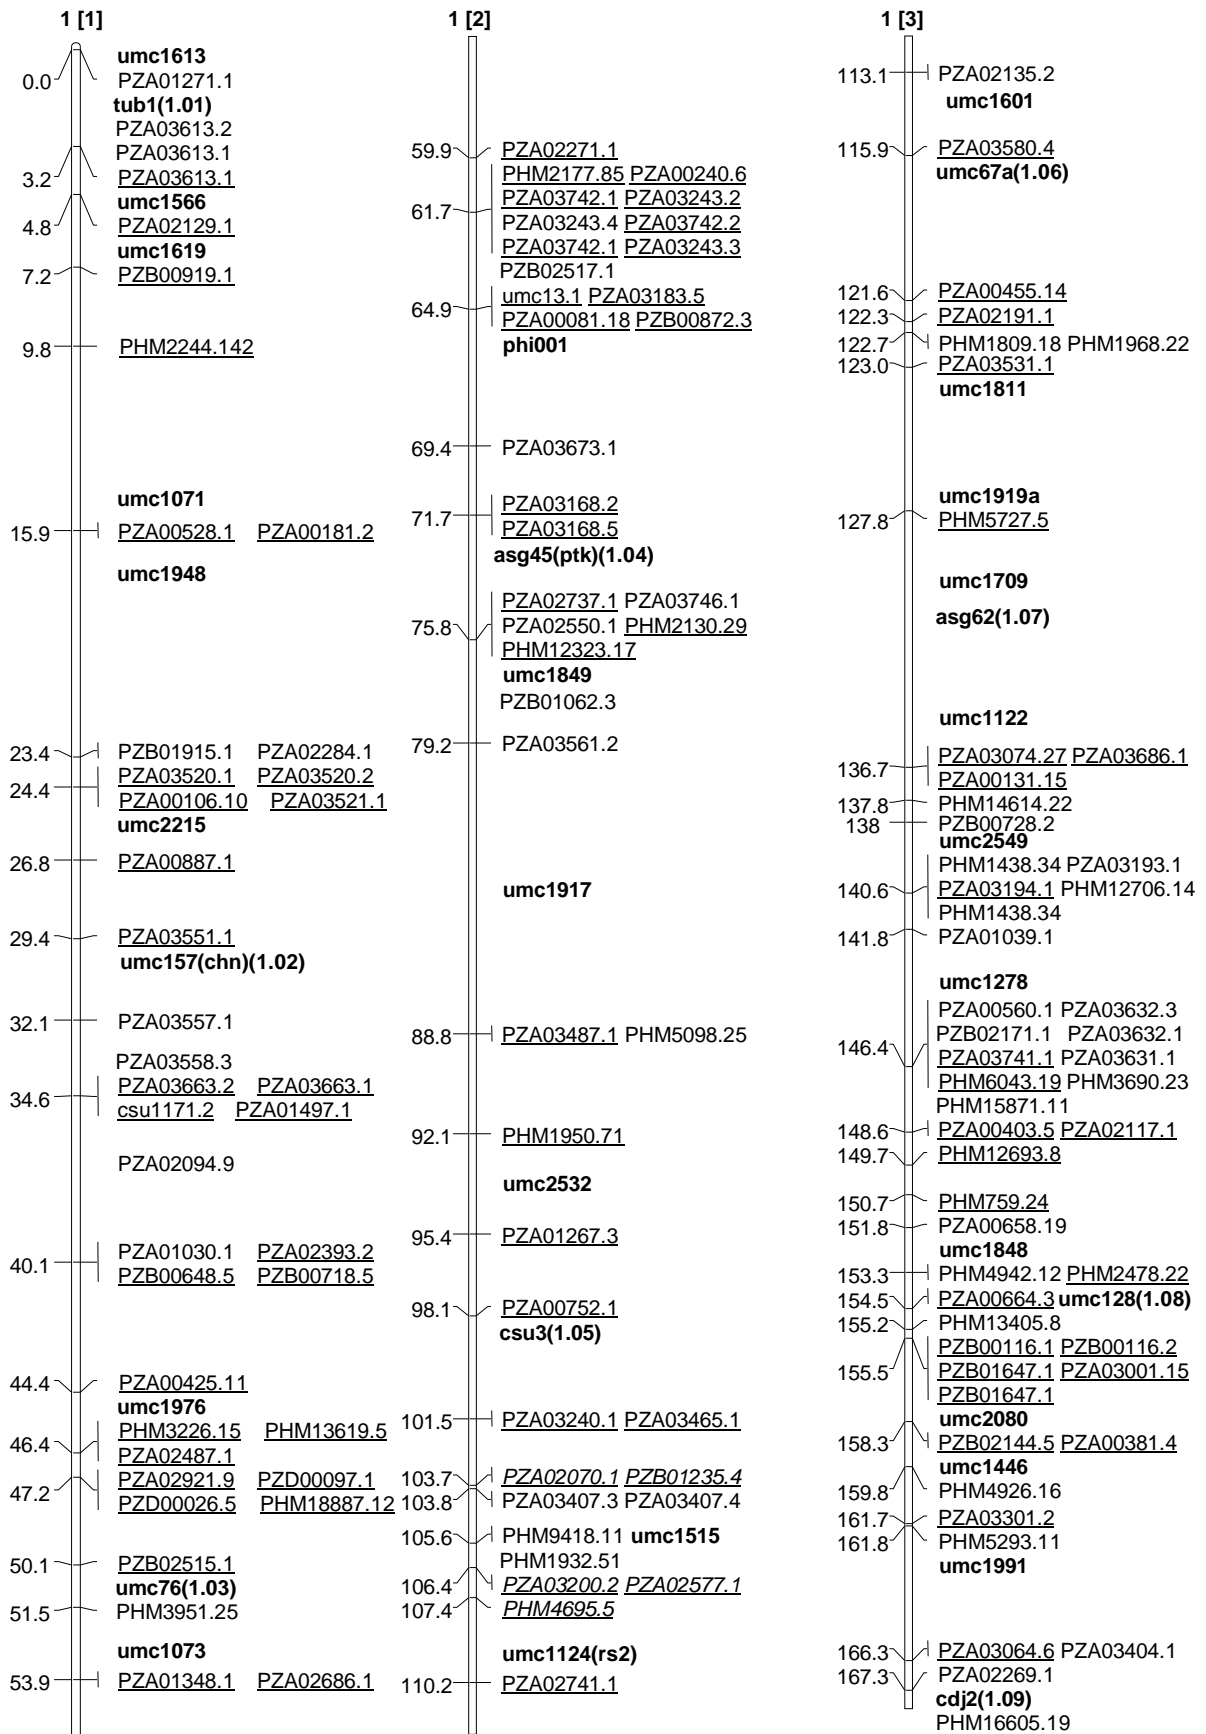 1 [1]
umc1613
0.0 PZA01271.1
tub1(1.01)
PZA03613.2
PZA03613.1
3.2 PZA03613.1
umc1566
4.8 PZA02129.1
umc1619
7.2 PZB00919.1
9.8 PHM2244.142
umc1071
15.9 PZA00528.1 PZA00181.2
umc1948
23.4 PZB01915.1 PZA02284.1
PZA03520.1 PZA03520.2
24.4
PZA00106.10 PZA03521.1
umc2215
26.8 PZA00887.1
29.4 PZA03551.1
umc157(chn)(1.02)
32.1 PZA03557.1
PZA03558.3
PZA03663.2 PZA03663.1
34.6
csu1171.2 PZA01497.1
PZA02094.9
PZA01030.1 PZA02393.2
40.1
PZB00648.5 PZB00718.5
44.4 PZA00425.11
umc1976
PHM3226.15 PHM13619.5
46.4
PZA02487.1
PZA02921.9 PZD00097.1
47.2
PZD00026.5 PHM18887.12
50.1 PZB02515.1
umc76(1.03)
51.5 PHM3951.25
umc1073
53.9 PZA01348.1 PZA02686.1
1 [2]
59.9 PZA02271.1
PHM2177.85 PZA00240.6
PZA03742.1 PZA03243.2
61.7
PZA03243.4 PZA03742.2
PZA03742.1 PZA03243.3
PZB02517.1
umc13.1 PZA03183.5
64.9
PZA00081.18 PZB00872.3
phi001
69.4 PZA03673.1
PZA03168.2
71.7
PZA03168.5
asg45(ptk)(1.04)
PZA02737.1 PZA03746.1
75.8 PZA02550.1 PHM2130.29
PHM12323.17
umc1849
PZB01062.3
79.2 PZA03561.2
umc1917
88.8 PZA03487.1 PHM5098.25
92.1 PHM1950.71
umc2532
95.4 PZA01267.3
98.1 PZA00752.1
csu3(1.05)
101.5 PZA03240.1 PZA03465.1
103.7 PZA02070.1 PZB01235.4
103.8 PZA03407.3 PZA03407.4
105.6 PHM9418.11 umc1515
PHM1932.51
106.4 PZA03200.2 PZA02577.1
107.4 PHM4695.5
umc1124(rs2)
110.2 PZA02741.1
1 [3]
113.1 PZA02135.2
umc1601
115.9 PZA03580.4
umc67a(1.06)
121.6 PZA00455.14
122.3 PZA02191.1
122.7 PHM1809.18 PHM1968.22
123.0 PZA03531.1
umc1811
umc1919a
127.8 PHM5727.5
umc1709
asg62(1.07)
umc1122
PZA03074.27 PZA03686.1
136.7
PZA00131.15
137.8 PHM14614.22
138 PZB00728.2
umc2549
PHM1438.34 PZA03193.1
140.6 PZA03194.1 PHM12706.14
PHM1438.34
141.8 PZA01039.1
umc1278
PZA00560.1 PZA03632.3
PZB02171.1 PZA03632.1
146.4
PZA03741.1 PZA03631.1
PHM6043.19 PHM3690.23
PHM15871.11
148.6 PZA00403.5 PZA02117.1
149.7 PHM12693.8
150.7 PHM759.24
151.8 PZA00658.19
umc1848
153.3 PHM4942.12 PHM2478.22
154.5 PZA00664.3 umc128(1.08)
155.2 PHM13405.8
PZB00116.1 PZB00116.2
155.5 PZB01647.1 PZA03001.15
PZB01647.1
umc2080
158.3 PZB02144.5 PZA00381.4
umc1446
159.8 PHM4926.16
161.7 PZA03301.2
161.8 PHM5293.11
umc1991
166.3 PZA03064.6 PZA03404.1
167.3 PZA02269.1
cdj2(1.09)
PHM16605.19